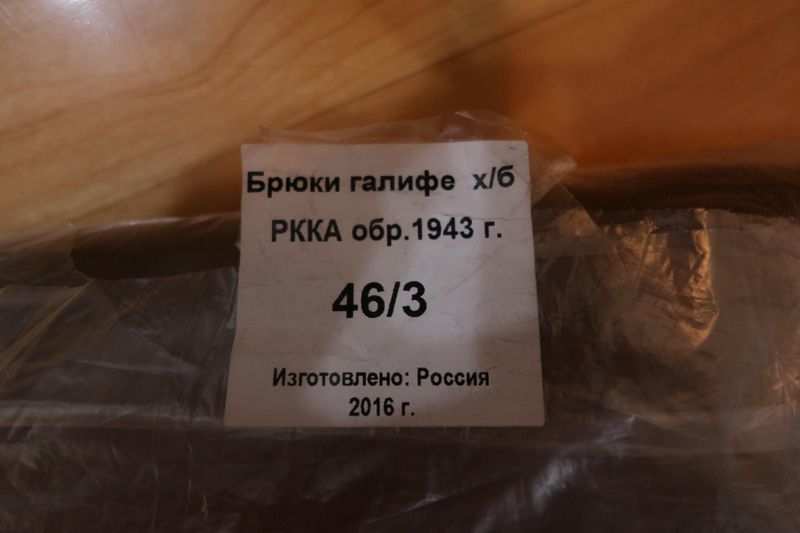 Брюки галифе х/б
РККА обр.1943 г.
46/3
Изготовлено: Россия
2016 г.